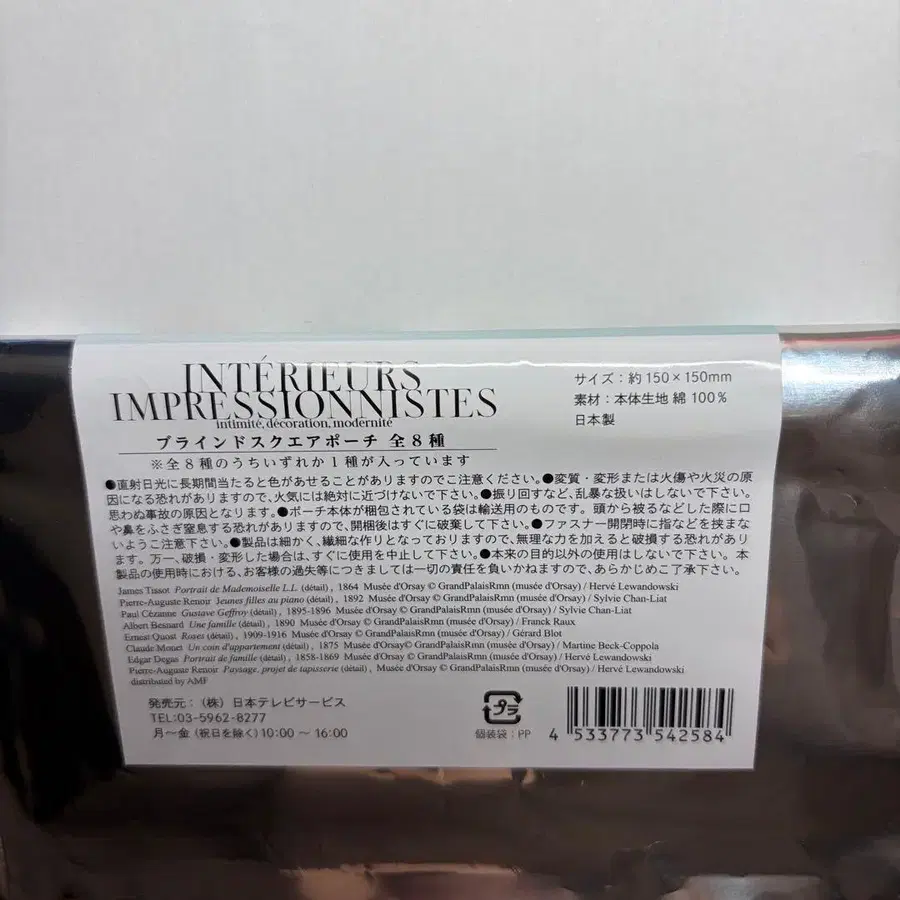 INTÉRIEURS
IMPRESSIONNISTES
intimité, décoration, modernité
ブラインドスクエアポーチ 全8種
※全8種のうちいずれか1種が入っています
サイズ：約150×150mm
素材：本体生地 綿100%
日本製
●直射日光に長期間当たると色があせることがありますのでご注意ください。●変質・変形または火傷や火災の原
因になる恐れがありますので、火気には絶対に近づけないで下さい。●振り回すなど、乱暴な扱いはしないで下さい。
思わぬ事故の原因となります。●ポーチ本体が梱包されている袋は輸送用のものです。頭から被るなどした際に口
や鼻をふさぎ窒息する恐れがありますので、開梱後はすぐに破棄して下さい。●ファスナー開閉時に指などを挟まな
いようご注意下さい。●製品は細かく、繊細な作りとなっておりますので、無理な力を加えると破損する恐れがあり
ます。万一、破損・変形した場合は、すぐに使用を中止して下さい。●本来の目的以外の使用はしないで下さい。本
製品の使用時における、お客様の過失等につきましては一切の責任を負いかねますので、あらかじめご了承下さい。
James Tissot Portrait de Mademoiselle L.L (détail) , 1864 Musée d'Orsay © GrandPalaisRmn (musée d'Orsay) / Hervé Lewandowski
Pierre-Auguste Renoir Jeunes filles au piano (détail) , 1892 Musée d'Orsay © GrandPalaisRmn (musée d'Orsay) / Sylvie Chan-Liat
Paul Cézanne Gustave Geffroy (détail) , 1895-1896 Musée d'Orsay © GrandPalaisRmn (musée d'Orsay) / Sylvie Chan-Liat
Albert Besnard Une famille (détail) , 1890 Musée d'Orsay © GrandPalaisRmn (musée d'Orsay) / Franck Raux
Ernest Quost Roses (détail) , 1909-1916 Musée d'Orsay © GrandPalaisRmn (musée d'Orsay) / Gérard Blot
Claude Monet Un coin d'appartement (détail) , 1875 Musée d'Orsay© GrandPalaisRmn (musée d'Orsay) / Martine Beck-Coppola
Edgar Degas Portrait de famille (détail) , 1858-1869 Musée d'Orsay © GrandPalaisRmn (musée d'Orsay) / Hervé Lewandowski
Pierre-Auguste Renoir Paysage, projet de tapisserie (détail) , Musée d'Orsay © GrandPalaisRmn (musée d'Orsay) / Hervé Lewandowski
distributed by AMF
発売元：（株）日本テレビサービス
TEL:03-5962-8277
月〜金（祝日を除く）10:00 〜 16:00
プラ
個装袋：PP
4 533773 542584